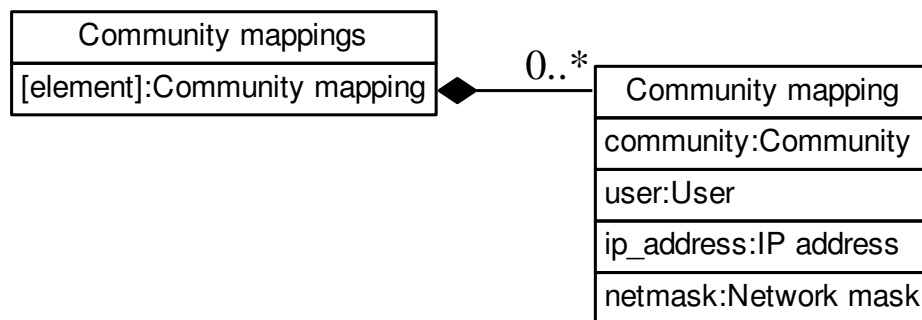 Community mappings
[element]:Community mapping
0..*
Community mapping
community:Community
user:User
ip_address:IP address
netmask:Network mask